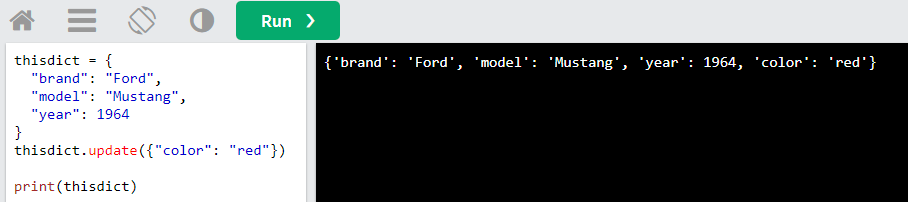 Run ❯
thisdict = {
  "brand": "Ford",
  "model": "Mustang",
  "year": 1964
}
thisdict.update({"color": "red"})
print(thisdict)
{'brand': 'Ford', 'model': 'Mustang', 'year': 1964, 'color': 'red'}